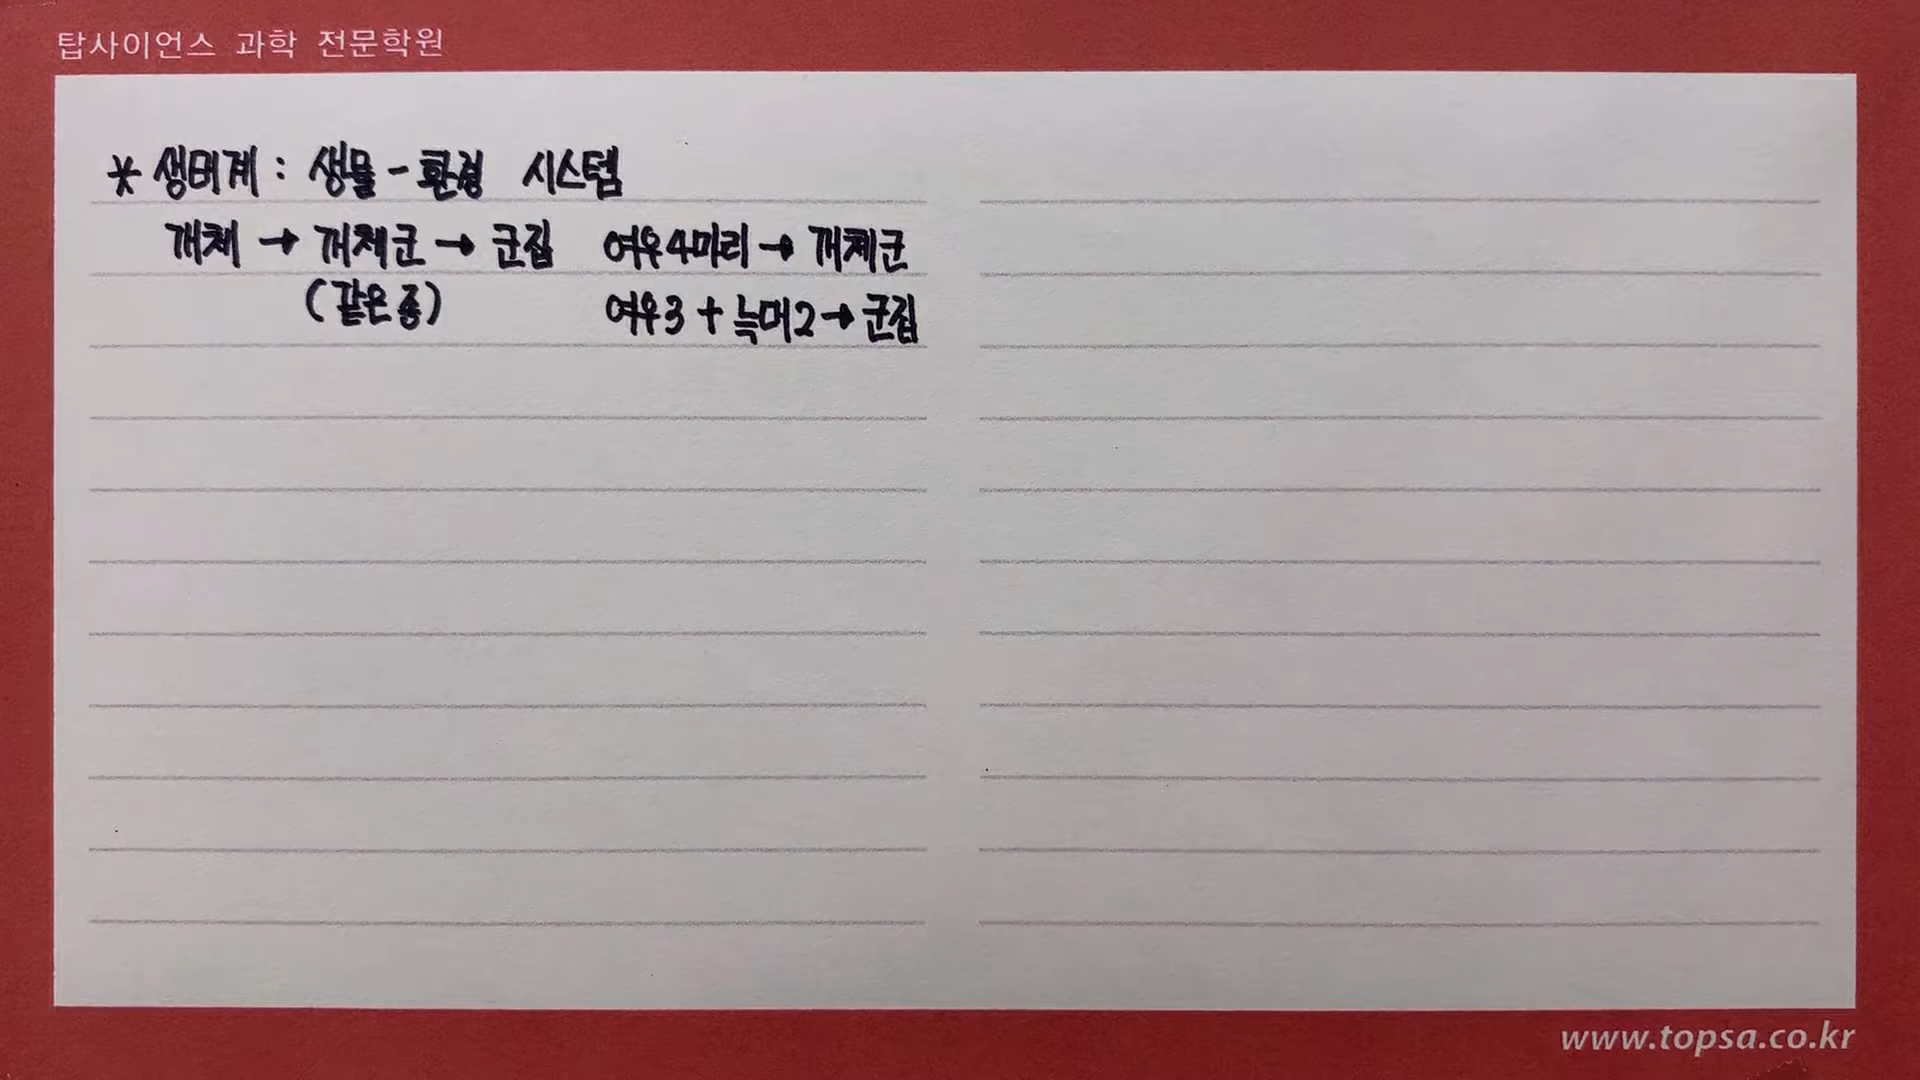 탑사이언스 과학 전문학원
* 생태계 : 생물 - 환경 시스템
개체 → 개체군 → 군집 여우4마리 → 개체군
(같은 종) 여우3 + 늑대2 → 군집
www.topsa.co.kr